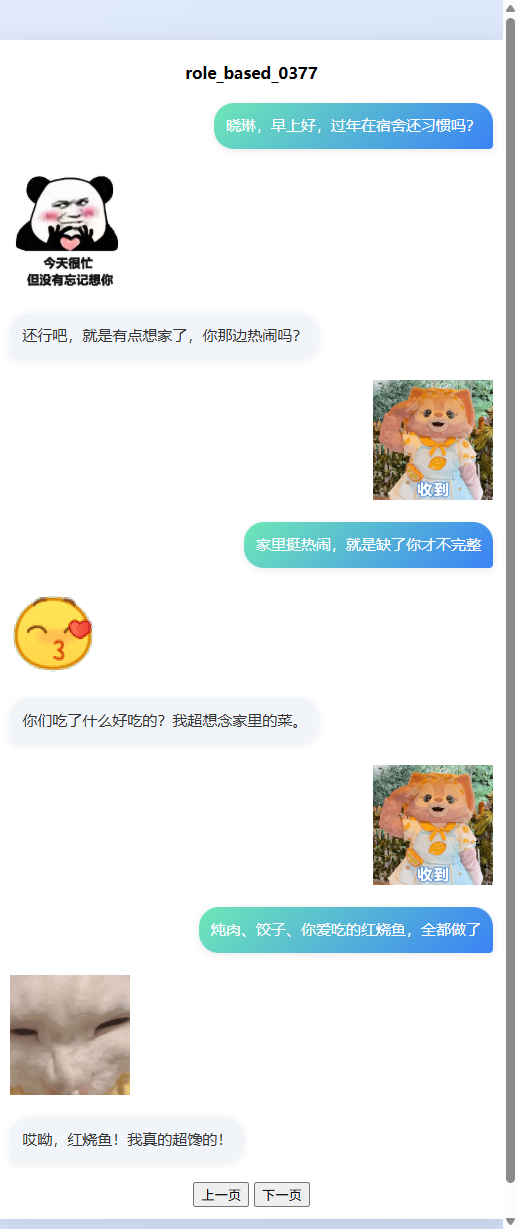 role_based_0377
晓琳，早上好，过年在宿舍还习惯吗？
今天很忙
但没有忘记想你
还行吧，就是有点想家了，你那边热闹吗？
收到
家里挺热闹，就是缺了你才不完整
你们吃了什么好吃的？我超想念家里的菜。
收到
炖肉、饺子、你爱吃的红烧鱼，全都做了
哎呦，红烧鱼！我真的超馋的！
上一页 下一页